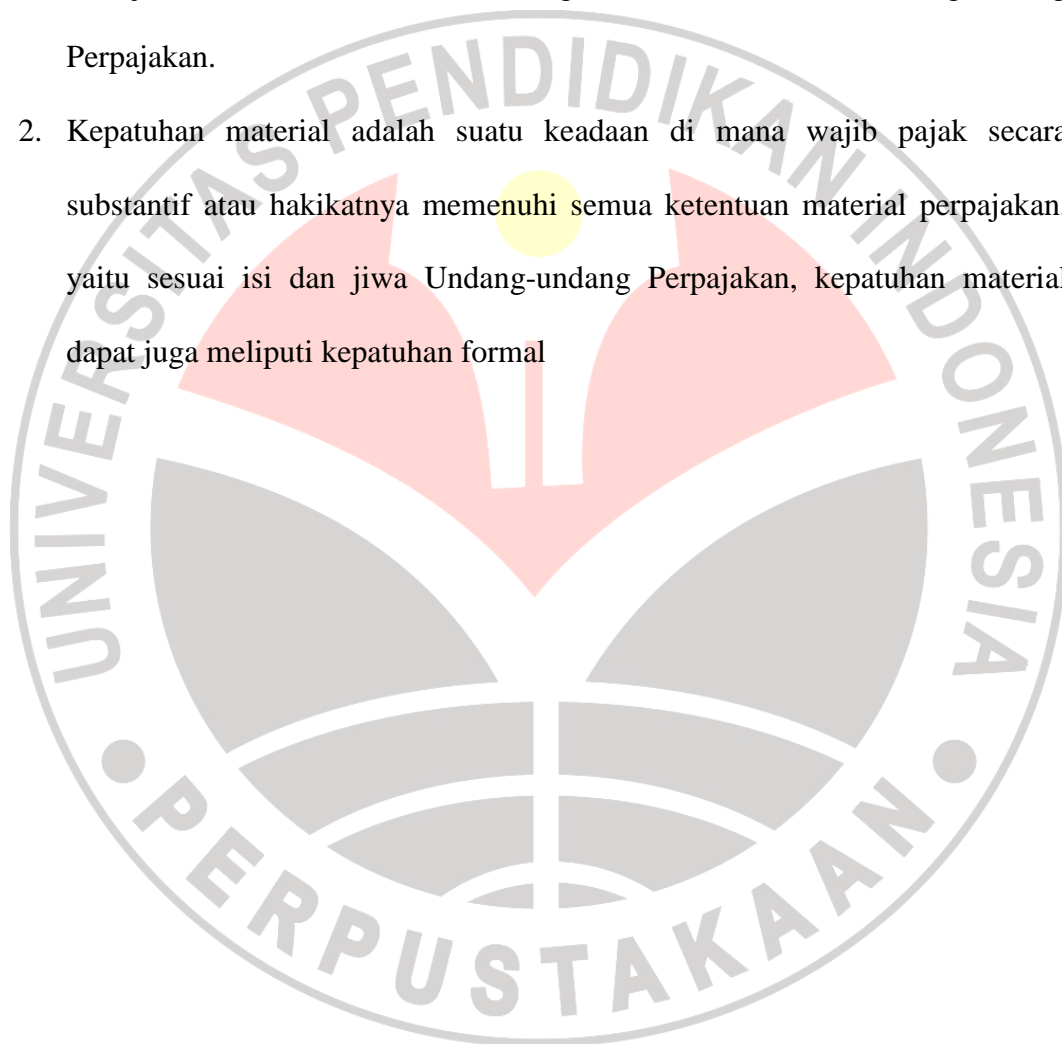 Perpajakan.
2. Kepatuhan material adalah suatu keadaan di mana wajib pajak secara
substantif atau hakikatnya memenuhi semua ketentuan material perpajakan,
yaitu sesuai isi dan jiwa Undang-undang Perpajakan, kepatuhan material
dapat juga meliputi kepatuhan formal
UNIVERSITAS PENDIDIKAN INDONESIA
PERPUSTAKAAN